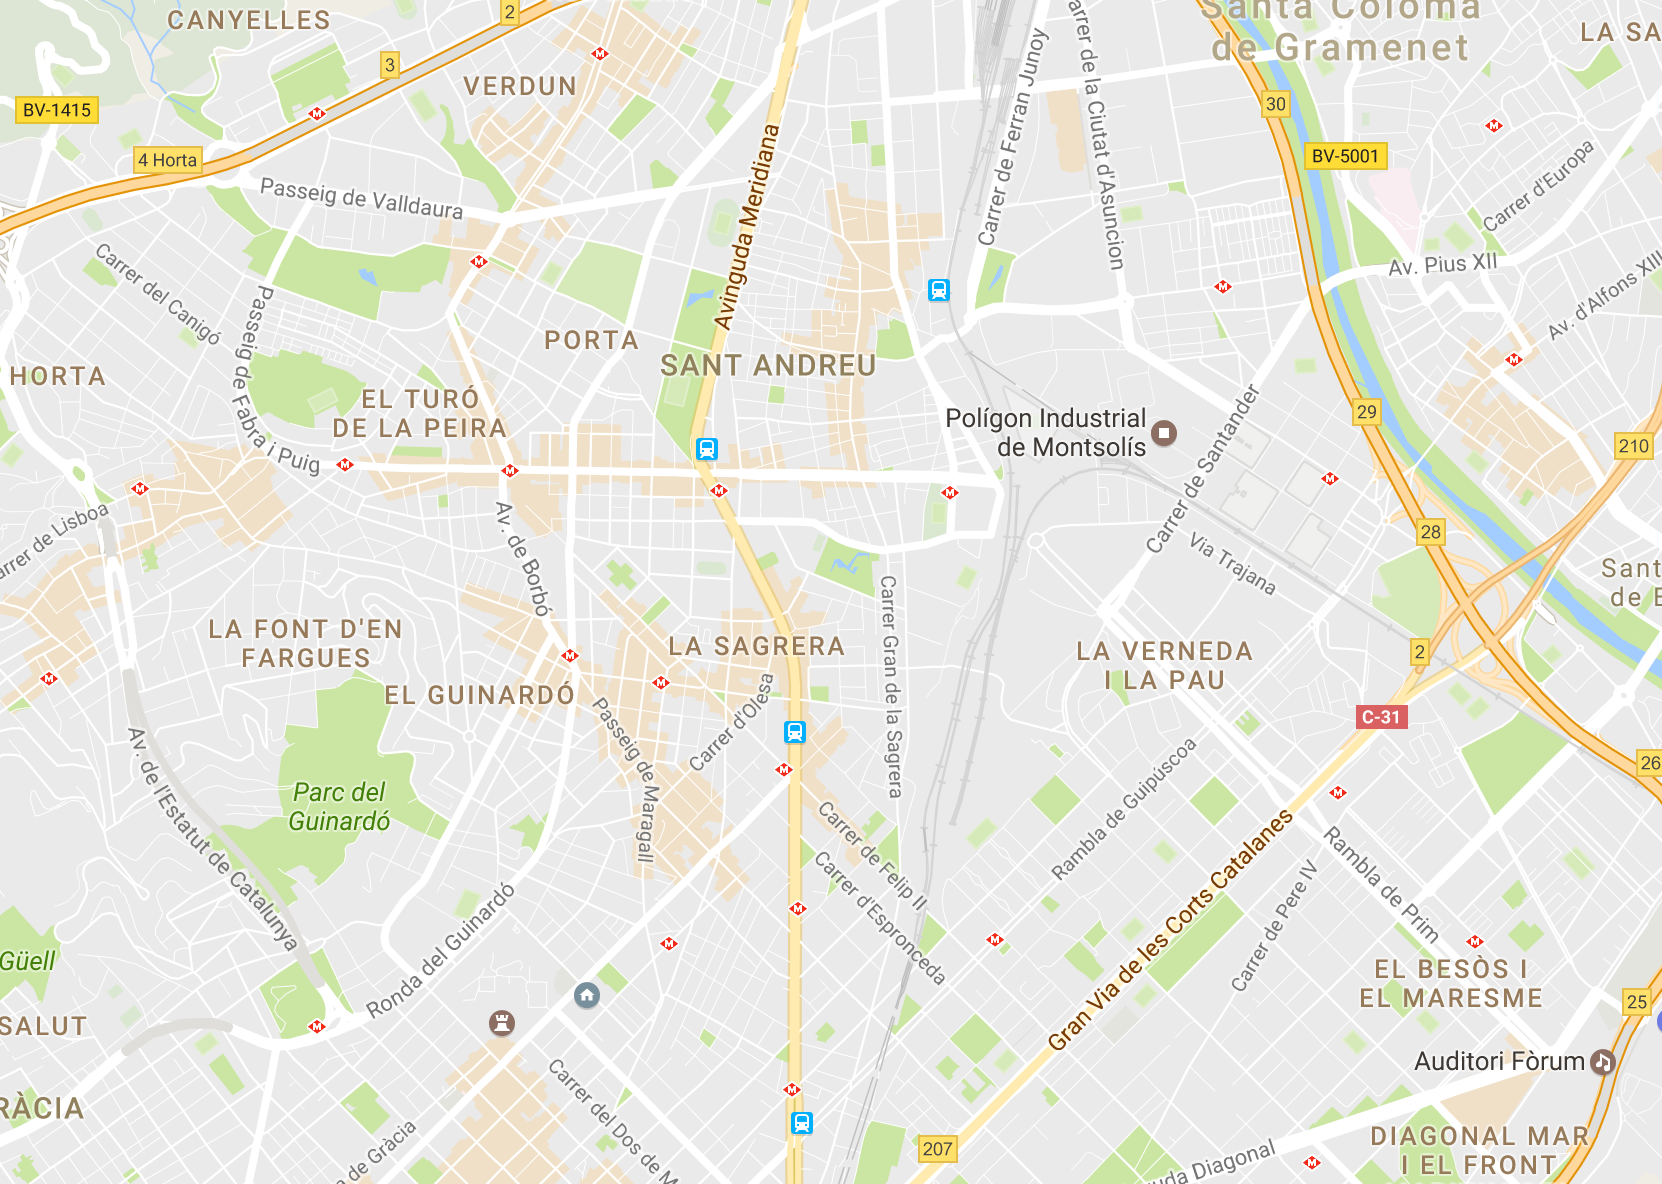 CANYELLES
2
3
VERDUN
BV-1415
4 Horta
Passeig de Valldaura
Avinguda Meridiana
Carrer de Ferran Junoy
Carrer de la Ciutat d'Asuncion
Santa Coloma
de Gramenet
LA SA
30
BV-5001
Carrer d'Europa
Av. Pius XII
Av. d'Alfons XIII
Carrer del Canigó
Passeig de Fabra i Puig
HORTA
PORTA
SANT ANDREU
EL TURÓ
DE LA PEIRA
Polígon Industrial
de Montsolís
Carrer de Santander
29
210
28
Carrer de Lisboa
Av. de Borbó
Via Trajana
Sant
de B
LA FONT D'EN
FARGUES
LA SAGRERA
Carrer Gran de la Sagrera
LA VERNEDA
I LA PAU
2
C-31
EL GUINARDÓ
Passeig de Maragall
Carrer d'Olesa
Av. de l'Estatut de Catalunya
Parc del
Guinardó
Rambla de Guipúscoa
26
Carrer de Felip II
Carrer d'Espronceda
Gran Via de les Corts Catalanes
Rambla de Prim
Carrer de Pere IV
Ronda del Guinardó
Güell
EL BESÒS I
EL MARESME
25
SALUT
Auditori Fòrum
RÀCIA
a de Gràcia
Carrer del Dos de M
207
uda Diagonal
DIAGONAL MAR
I EL FRONT